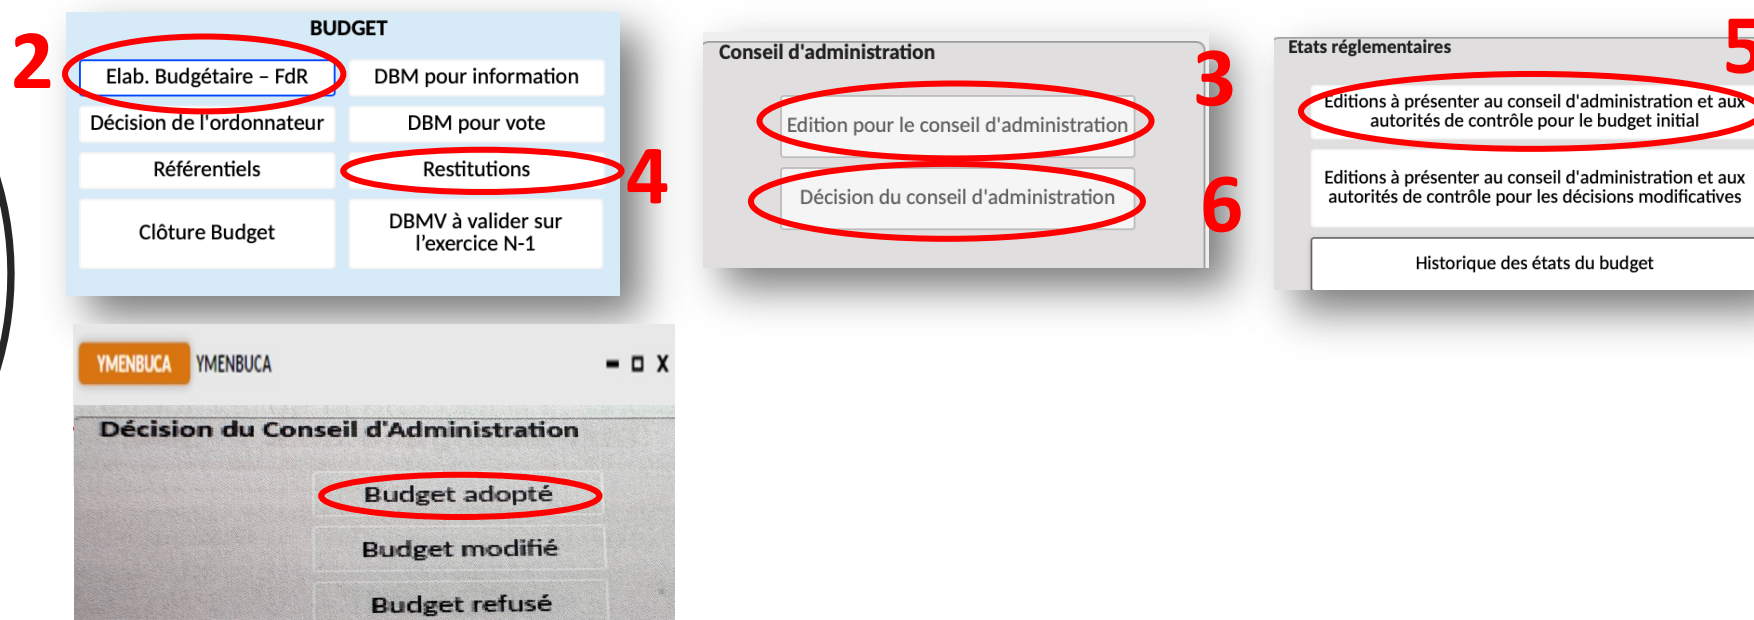 2
BUDGET
Elab. Budgétaire – FdR
DBM pour information
Décision de l'ordonnateur
DBM pour vote
Référentiels
Restitutions
4
Clôture Budget
DBMV à valider sur
l'exercice N-1
Conseil d'administration
3
Edition pour le conseil d'administration
Décision du conseil d'administration
6
Etats réglementaires
5
Editions à présenter au conseil d'administration et aux
autorités de contrôle pour le budget initial
Editions à présenter au conseil d'administration et aux
autorités de contrôle pour les décisions modificatives
Historique des états du budget
YMENBUCA YMENBUCA
Décision du Conseil d'Administration
Budget adopté
Budget modifié
Budget refusé